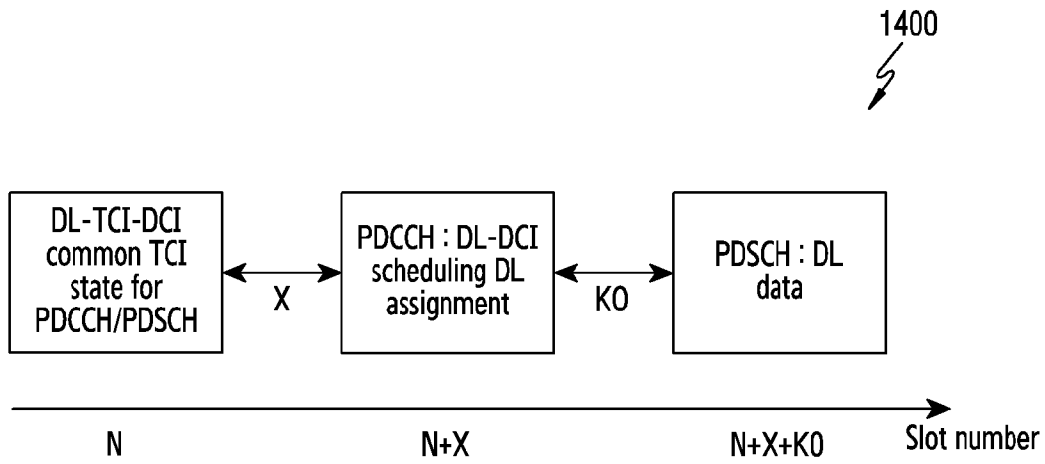 1400
DL-TCI-DCI
common TCI
state for
PDCCH/PDSCH
X
PDCCH : DL-DCI
scheduling DL
assignment
K0
PDSCH : DL
data
N
N+X
N+X+K0
Slot number